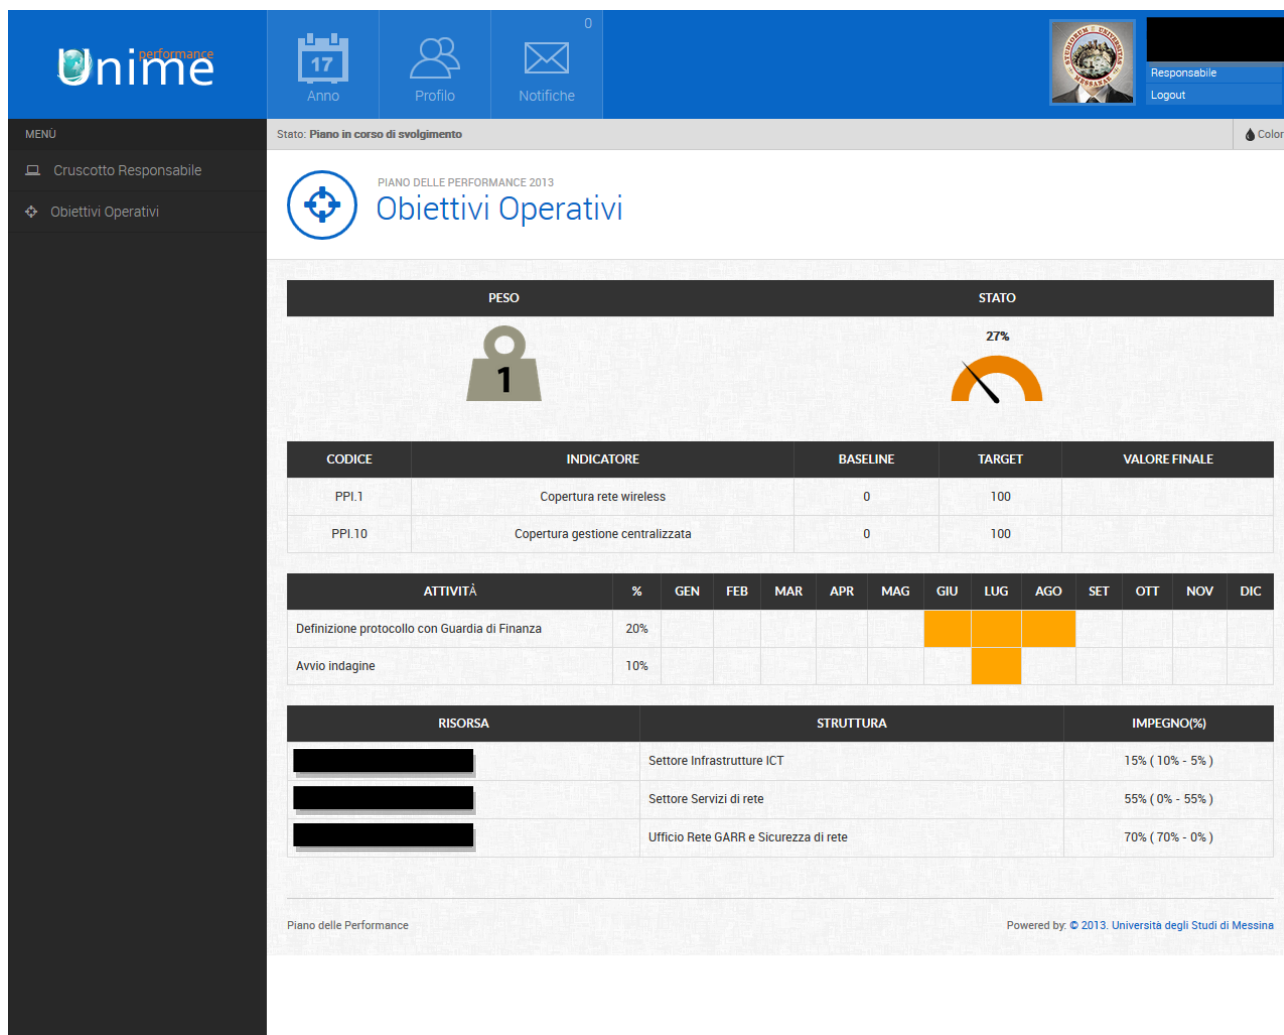 Unime performance
17
Anno
Profilo
0
Notifiche
Responsabile
Logout
MENÙ
Cruscotto Responsabile
Obiettivi Operativi
Stato: Piano in corso di svolgimento
Color
PIANO DELLE PERFORMANCE 2013
Obiettivi Operativi
PESO STATO
1
27%
CODICE INDICATORE BASELINE TARGET VALORE FINALE
PPI.1 Copertura rete wireless 0 100
PPI.10 Copertura gestione centralizzata 0 100
ATTIVITÀ % GEN FEB MAR APR MAG GIU LUG AGO SET OTT NOV DIC
Definizione protocollo con Guardia di Finanza 20%
Avvio indagine 10%
RISORSA STRUTTURA IMPEGNO(%)
Settore Infrastrutture ICT 15% ( 10% - 5% )
Settore Servizi di rete 55% ( 0% - 55% )
Ufficio Rete GARR e Sicurezza di rete 70% ( 70% - 0% )
Piano delle Performance
Powered by: © 2013. Università degli Studi di Messina